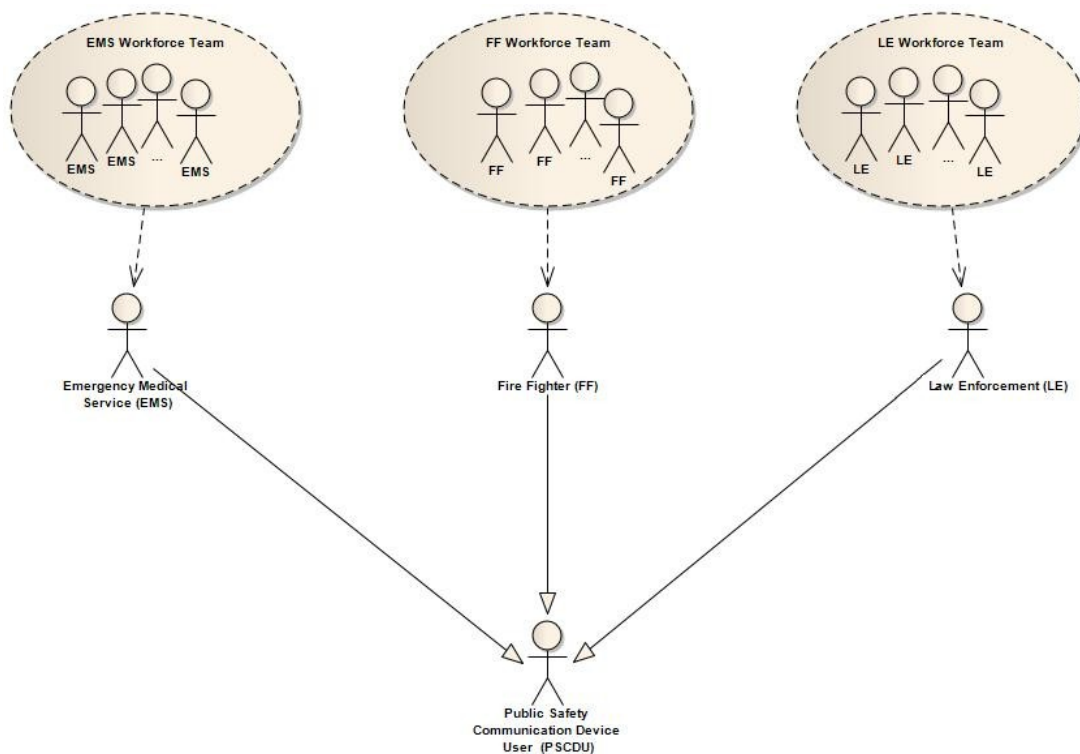 EMS Workforce Team
EMS
EMS
...
EMS
FF Workforce Team
FF
FF
...
FF
LE Workforce Team
LE
LE
...
LE
Emergency Medical
Service (EMS)
Fire Fighter (FF)
Law Enforcement (LE)
Public Safety
Communication Device
User (PSCDU)